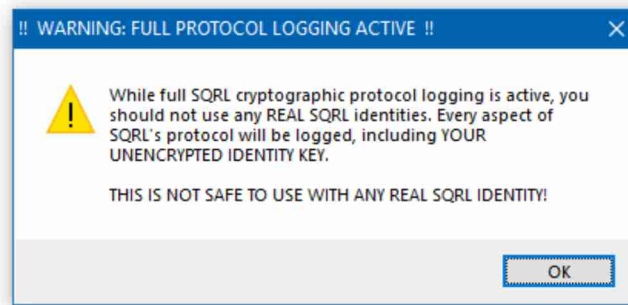 !! WARNING: FULL PROTOCOL LOGGING ACTIVE !!
While full SQRL cryptographic protocol logging is active, you
should not use any REAL SQRL identities. Every aspect of
SQRL's protocol will be logged, including YOUR
UNENCRYPTED IDENTITY KEY.
THIS IS NOT SAFE TO USE WITH ANY REAL SQRL IDENTITY!
OK